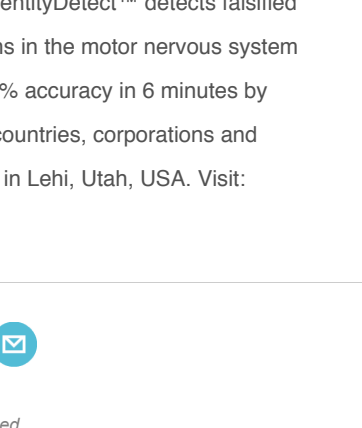 entityDetect™ detects falsified
ns in the motor nervous system
% accuracy in 6 minutes by
countries, corporations and
in Lehi, Utah, USA. Visit:
ed